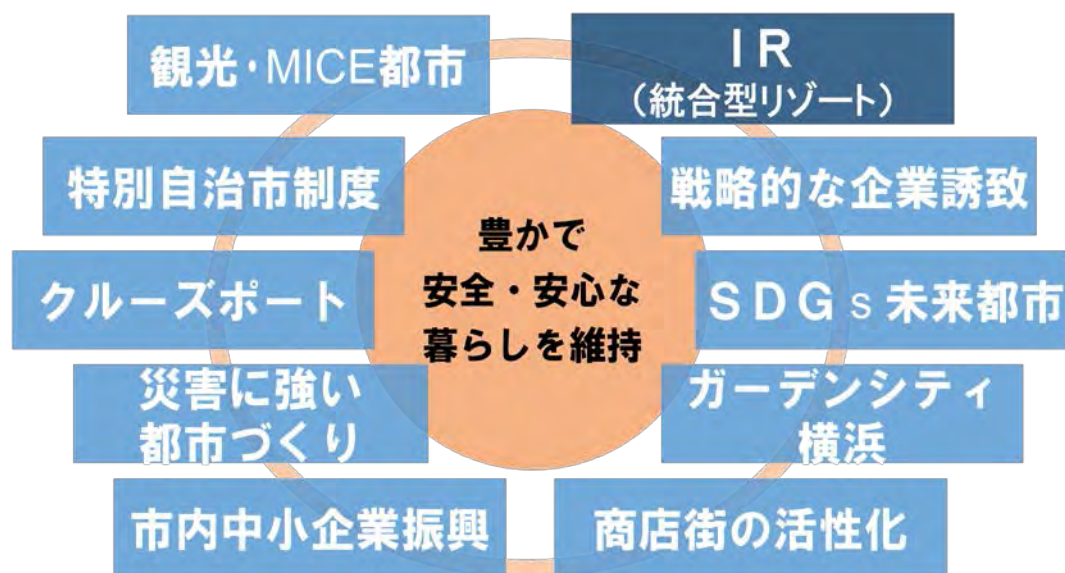 観光・MICE都市
IR
（統合型リゾート）
特別自治市制度
戦略的な企業誘致
豊かで
安全・安心な
暮らしを維持
クルーズポート
ＳＤＧｓ未来都市
災害に強い
都市づくり
ガーデンシティ
横浜
市内中小企業振興
商店街の活性化